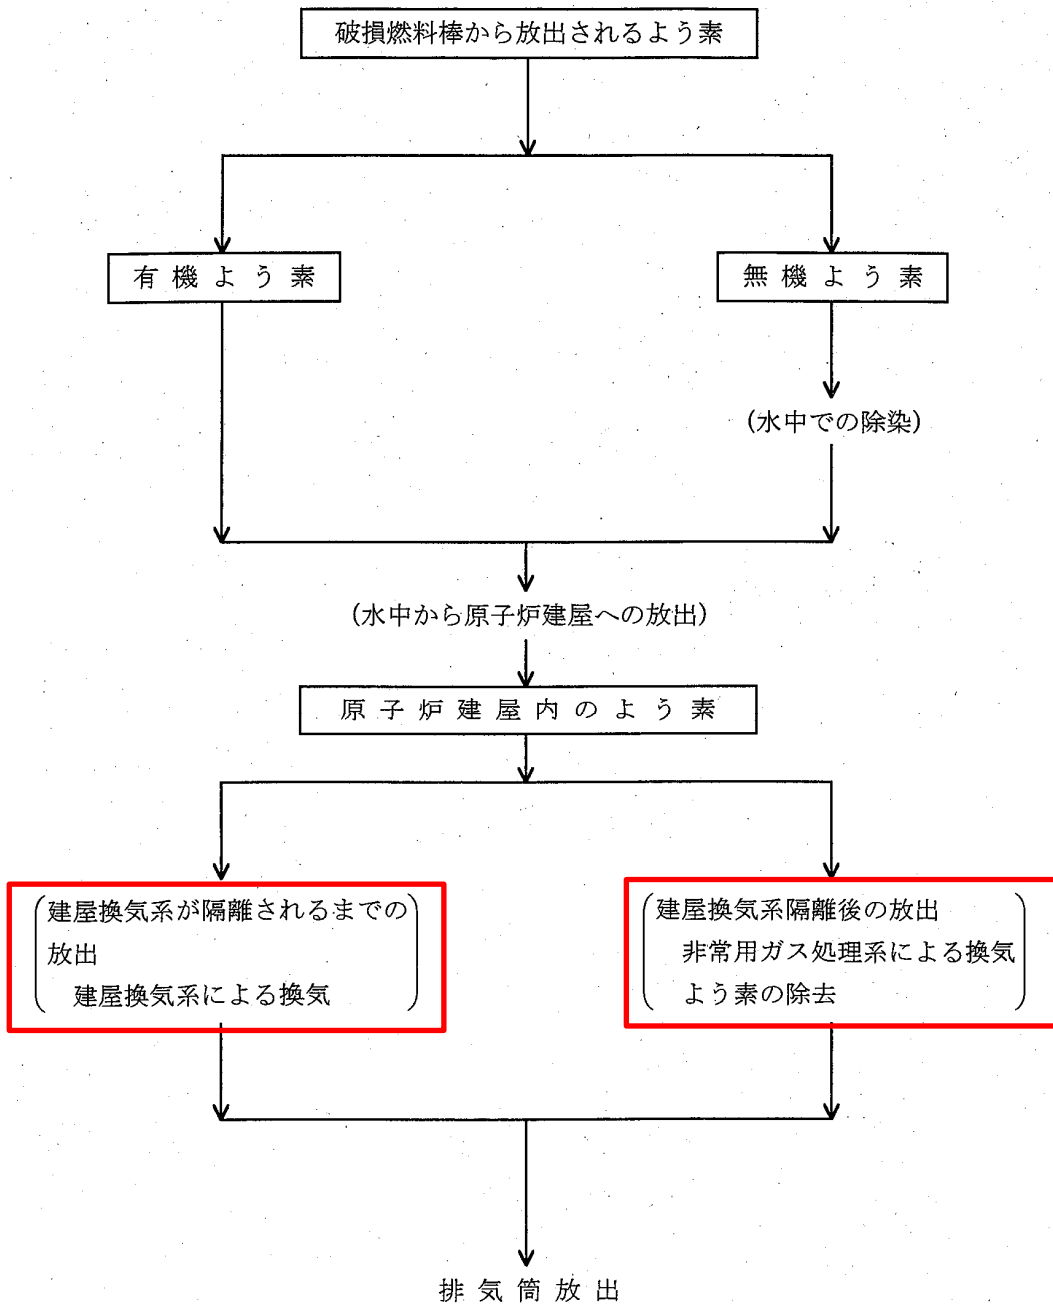 破損燃料棒から放出されるよう素
有機よう素
無機よう素
(水中での除染)
(水中から原子炉建屋への放出)
原子炉建屋内のよう素
建屋換気系が隔離されるまでの
放出
建屋換気系による換気
建屋換気系隔離後の放出
非常用ガス処理系による換気
よう素の除去
排気筒放出